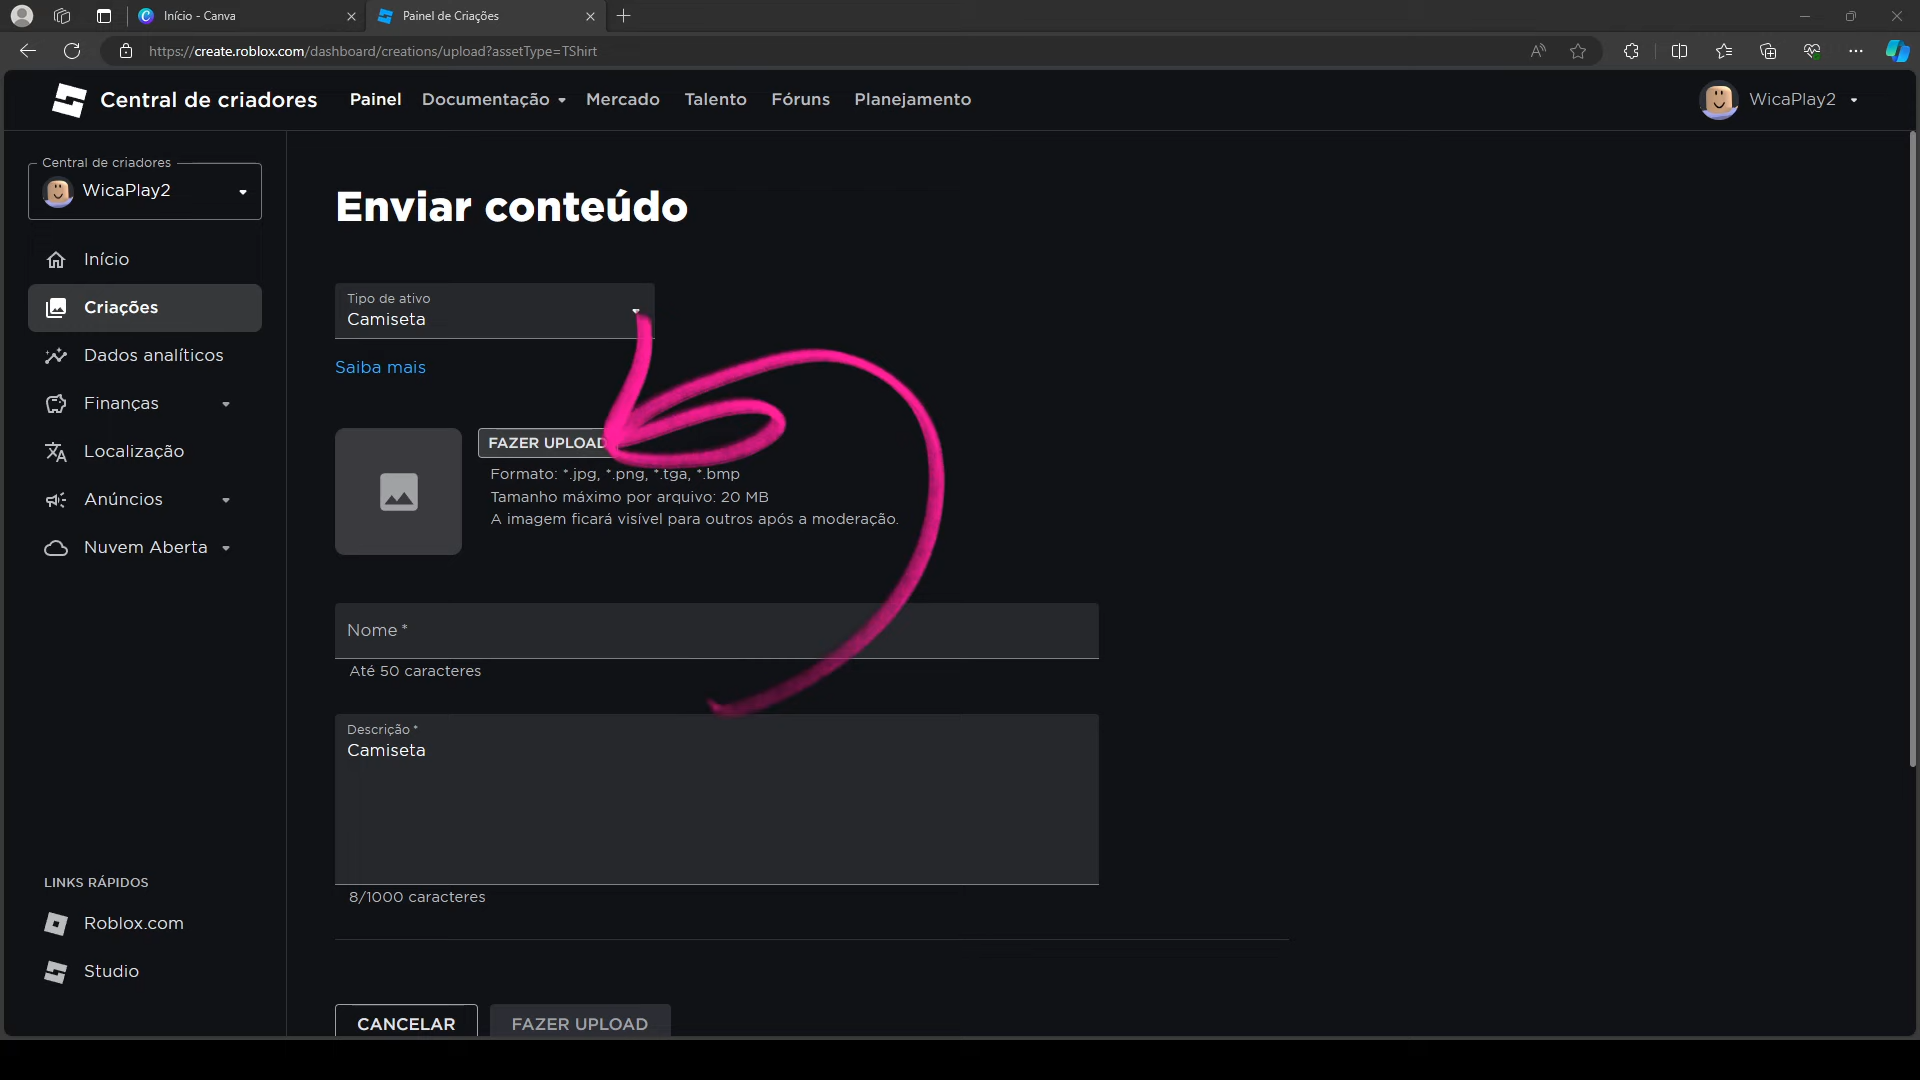 Início - Canva
Painel de Criações
https://create.roblox.com/dashboard/creations/upload?assetType=TShirt
Central de criadores
Painel
Documentação
Mercado
Talento
Fóruns
Planejamento
WicaPlay2
Central de criadores
WicaPlay2
Início
Criações
Dados analíticos
Finanças
Localização
Anúncios
Nuvem Aberta
LINKS RÁPIDOS
Roblox.com
Studio
Enviar conteúdo
Tipo de ativo
Camiseta
Saiba mais
FAZER UPLOAD
Formato: *.jpg, *.png, *.tga, *.bmp
Tamanho máximo por arquivo: 20 MB
A imagem ficará visível para outros após a moderação.
Nome *
Até 50 caracteres
Descrição *
Camiseta
8/1000 caracteres
CANCELAR
FAZER UPLOAD